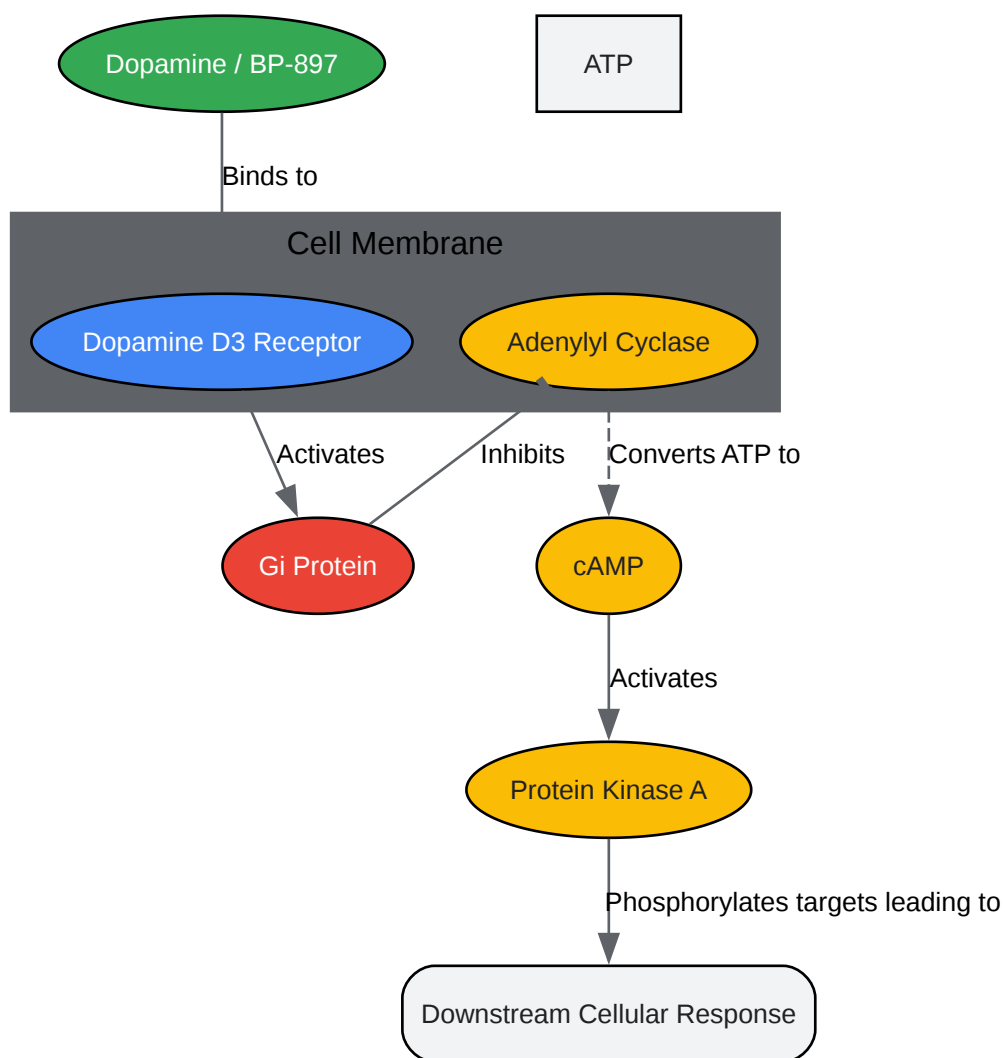 Dopamine / BP-897
ATP
Binds to
Cell Membrane
Dopamine D3 Receptor
Adenylyl Cyclase
Activates
Inhibits
Converts ATP to
Gi Protein
cAMP
Activates
Protein Kinase A
Phosphorylates targets leading to
Downstream Cellular Response